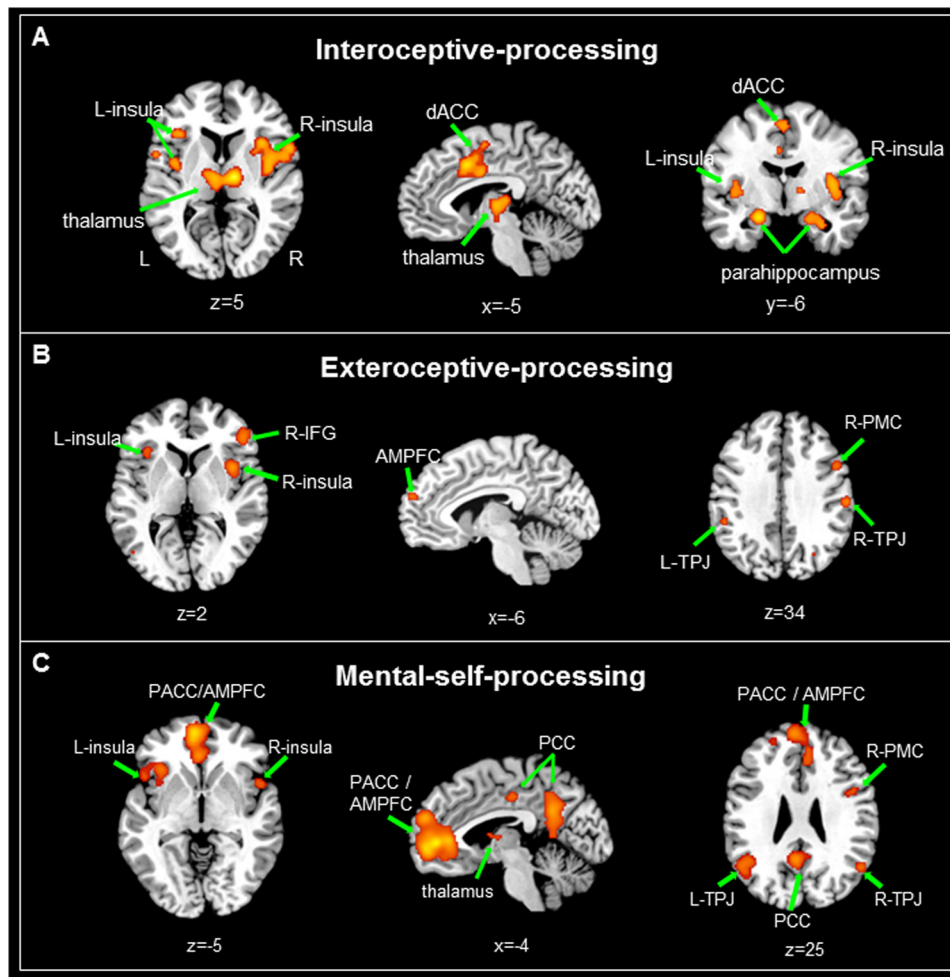 A
Interoceptive-processing
L-insula
R-insula
thalamus
L
R
z=5
dACC
thalamus
x=-5
dACC
L-insula
R-insula
parahippocampus
y=-6
B
Exteroceptive-processing
L-insula
R-IFG
R-insula
z=2
AMPFC
x=-6
R-PMC
L-TPJ
R-TPJ
z=34
C
Mental-self-processing
PACC/AMPFC
L-insula
R-insula
z=-5
PCC
PACC /
AMPFC
thalamus
x=-4
PACC / AMPFC
R-PMC
L-TPJ
R-TPJ
PCC
z=25